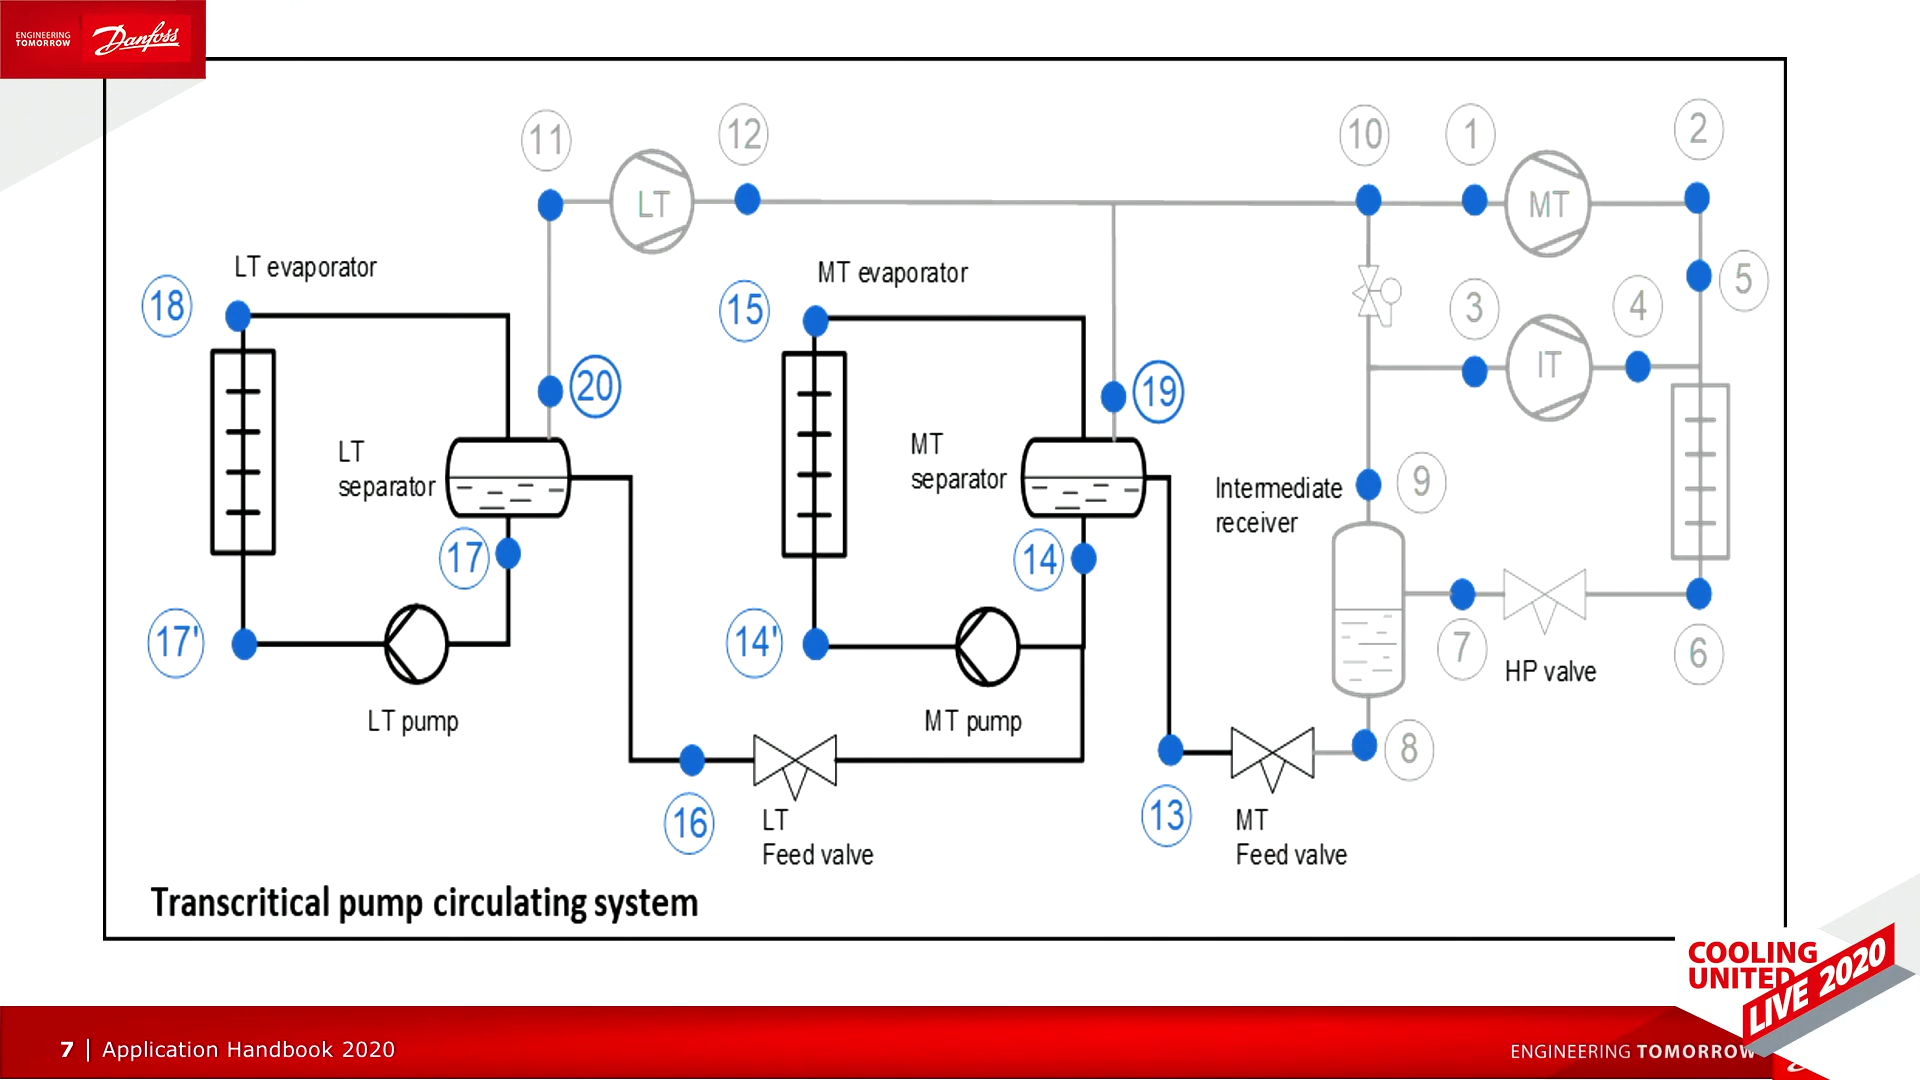 ENGINEERING
TOMORROW
Danfoss
11
12
10
1
2
LT
MT
LT evaporator
MT evaporator
18
15
3
4
5
IT
20
19
LT
separator
MT
separator
Intermediate
receiver
9
17
14
17'
14'
7
6
HP valve
LT pump
MT pump
8
16
13
LT
Feed valve
MT
Feed valve
Transcritical pump circulating system
COOLING
UNITED
LIVE 2020
7 | Application Handbook 2020
ENGINEERING TOMORROW